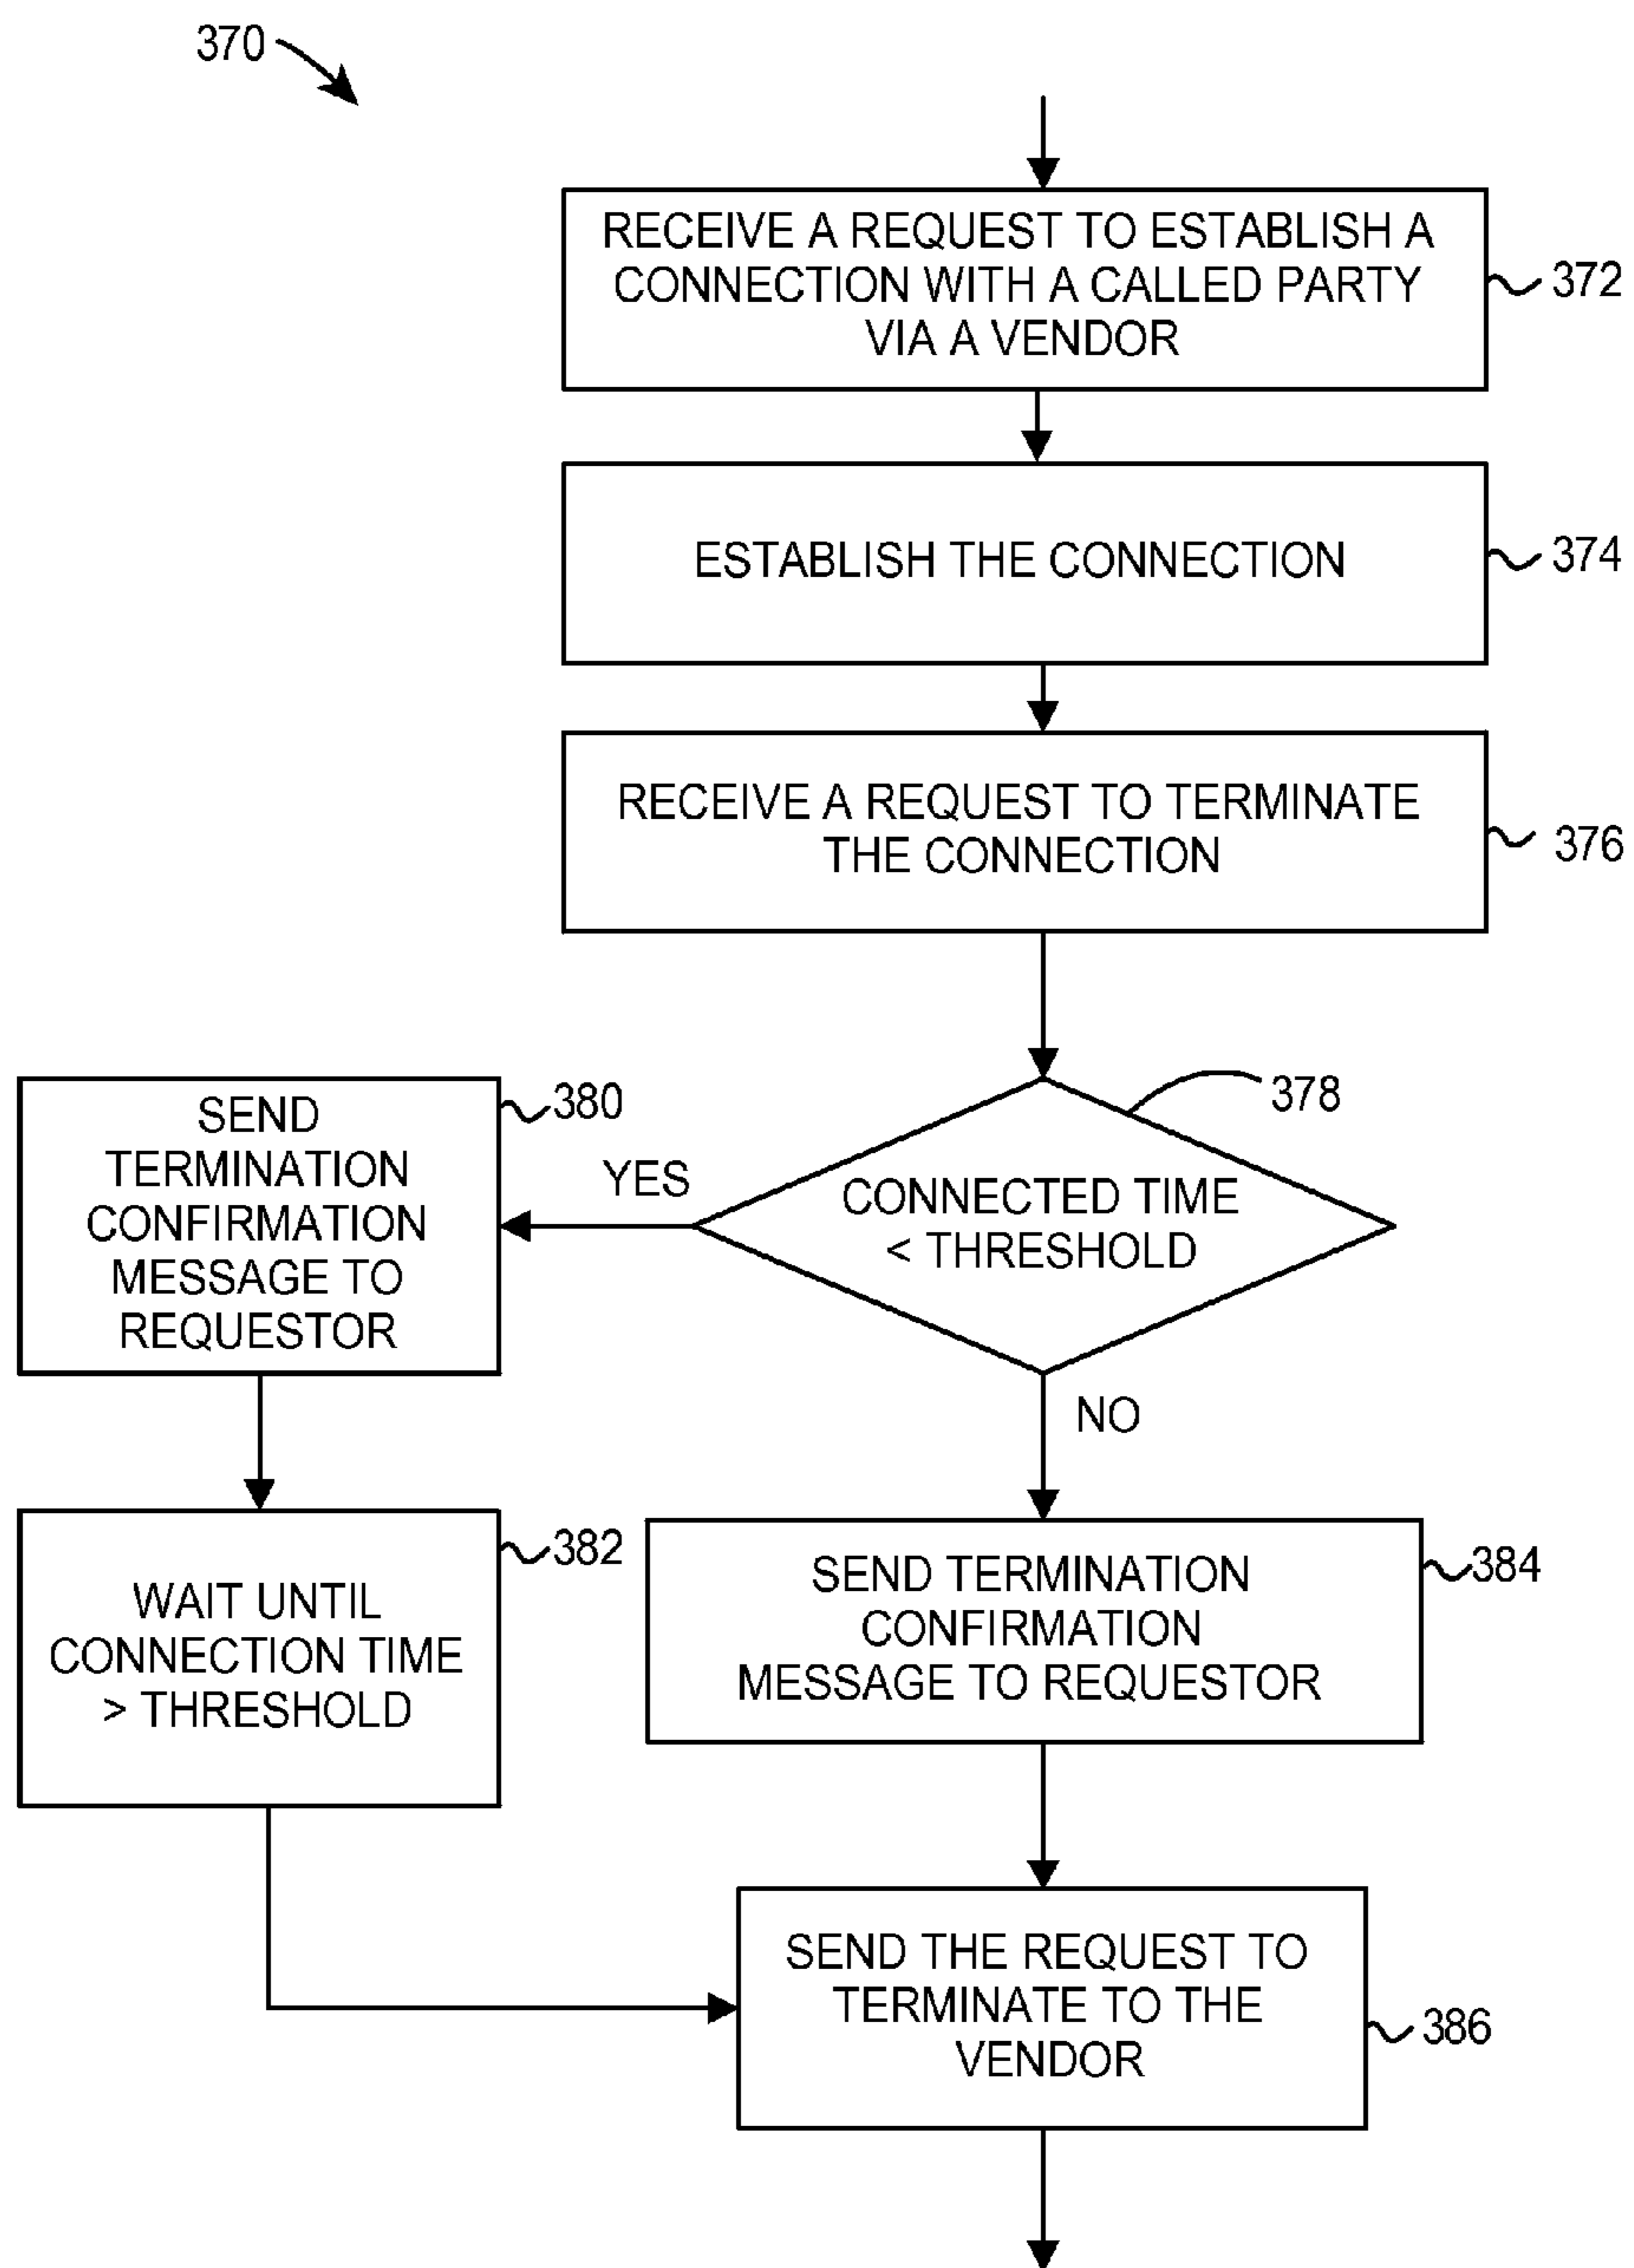 370
RECEIVE A REQUEST TO ESTABLISH A
CONNECTION WITH A CALLED PARTY
VIA A VENDOR
372
ESTABLISH THE CONNECTION
374
RECEIVE A REQUEST TO TERMINATE
THE CONNECTION
376
378
CONNECTED TIME
< THRESHOLD
YES
380
SEND
TERMINATION
CONFIRMATION
MESSAGE TO
REQUESTOR
NO
382
WAIT UNTIL
CONNECTION TIME
> THRESHOLD
384
SEND TERMINATION
CONFIRMATION
MESSAGE TO REQUESTOR
SEND THE REQUEST TO
TERMINATE TO THE
VENDOR
386